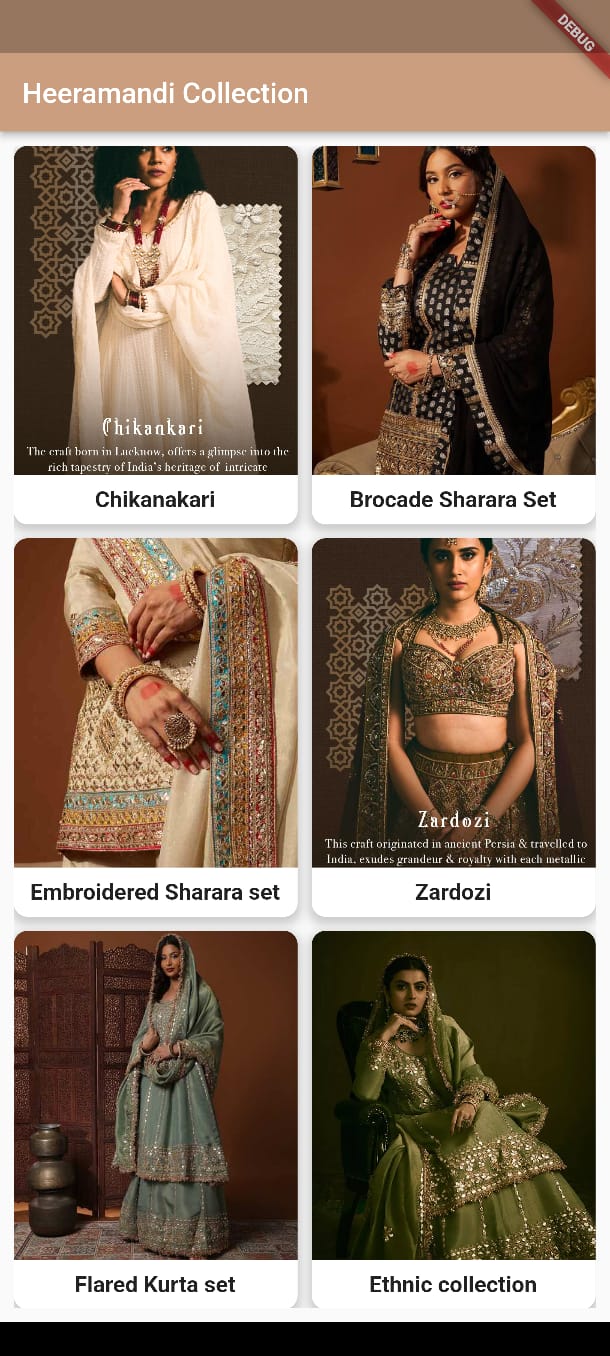 DEBUG
Heeramandi Collection
Chikankari
The craft born in Lucknow, offers a glimpse into the
rich tapestry of India's heritage of intricate
Chikanakari
Brocade Sharara Set
Embroidered Sharara set
Zardozi
This craft originated in ancient Persia & travelled to
India, exudes grandeur & royalty with each metallic
Zardozi
Flared Kurta set
Ethnic collection